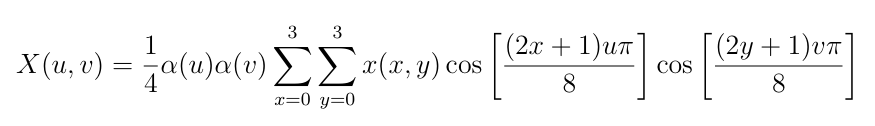 X(u, v) = \frac{1}{4} \alpha(u)\alpha(v) \sum_{x=0}^{3} \sum_{y=0}^{3} x(x, y) \cos\left[\frac{(2x+1)u\pi}{8}\right] \cos\left[\frac{(2y+1)v\pi}{8}\right]